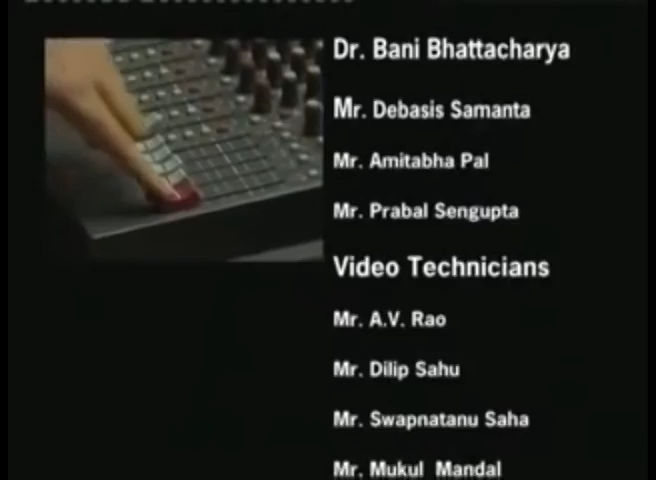 Dr. Bani Bhattacharya
Mr. Debasis Samanta
Mr. Amitabha Pal
Mr. Prabal Sengupta
Video Technicians
Mr. A.V. Rao
Mr. Dilip Sahu
Mr. Swapnatanu Saha
Mr. Mukul Mandal